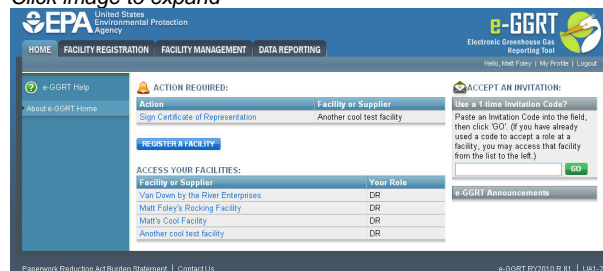 Click image to expand
EPA United States
Environmental Protection
Agency
e-GGRT
Electronic Greenhouse Gas
Reporting Tool
HOME FACILITY REGISTRATION FACILITY MANAGEMENT DATA REPORTING
Hello, Matt Foley | My Profile | Logout
e-GGRT Help
About e-GGRT Home
ACTION REQUIRED:
Action Facility or Supplier
Sign Certificate of Representation Another cool test facility
REGISTER A FACILITY
ACCESS YOUR FACILITIES:
Facility or Supplier Your Role
Van Down by the River Enterprises DR
Matt Foley's Rocking Facility DR
Matt's Cool Facility DR
Another cool test facility DR
ACCEPT AN INVITATION:
Use a 1-time Invitation Code?
Paste an Invitation Code into the field,
then click 'GO'. (If you have already
used a code to accept a role at a
facility, you may access that facility
from the list to the left.)
GO
e-GGRT Announcements
Paperwork Reduction Act Burden Statement | Contact Us
e-GGRT RY2010 R.81 | UA1-2